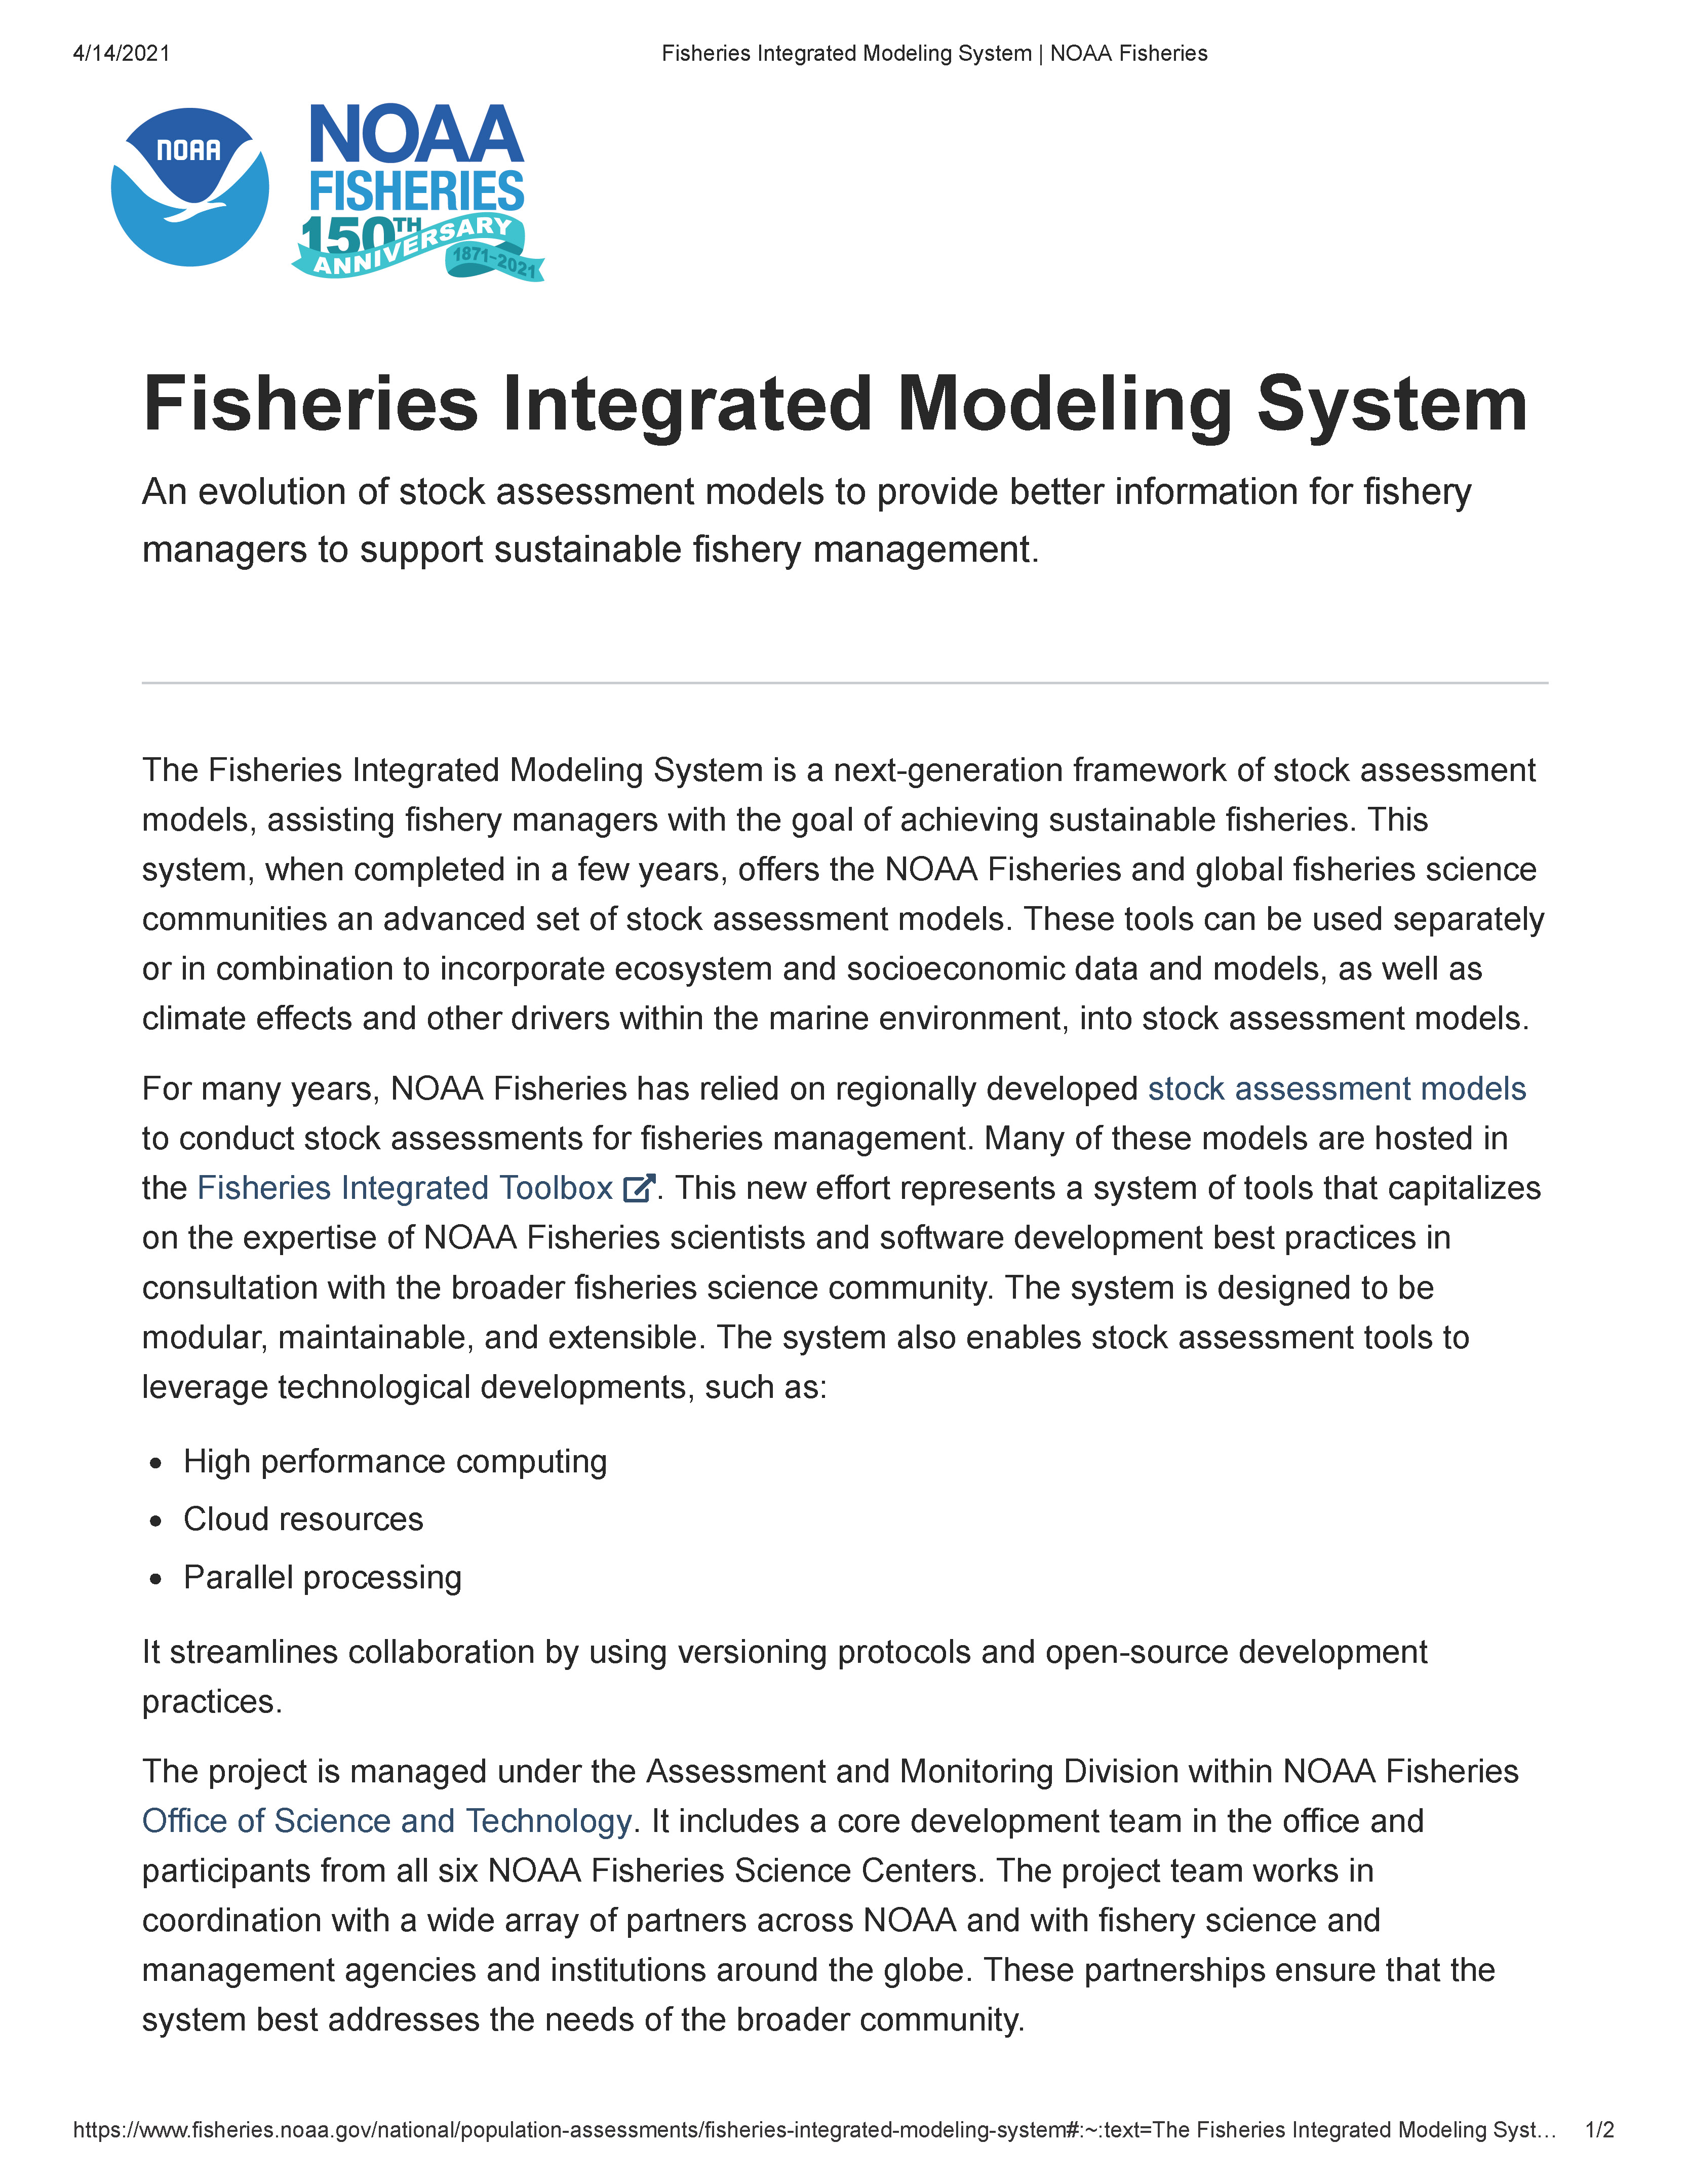 4/14/2021
Fisheries Integrated Modeling System | NOAA Fisheries
NOAA
NOAA
FISHERIES
150TH
ANNIVERSARY
1871-2021
Fisheries Integrated Modeling System
An evolution of stock assessment models to provide better information for fishery
managers to support sustainable fishery management.
The Fisheries Integrated Modeling System is a next-generation framework of stock assessment
models, assisting fishery managers with the goal of achieving sustainable fisheries. This
system, when completed in a few years, offers the NOAA Fisheries and global fisheries science
communities an advanced set of stock assessment models. These tools can be used separately
or in combination to incorporate ecosystem and socioeconomic data and models, as well as
climate effects and other drivers within the marine environment, into stock assessment models.
For many years, NOAA Fisheries has relied on regionally developed stock assessment models
to conduct stock assessments for fisheries management. Many of these models are hosted in
the Fisheries Integrated Toolbox. This new effort represents a system of tools that capitalizes
on the expertise of NOAA Fisheries scientists and software development best practices in
consultation with the broader fisheries science community. The system is designed to be
modular, maintainable, and extensible. The system also enables stock assessment tools to
leverage technological developments, such as:
• High performance computing
• Cloud resources
• Parallel processing
It streamlines collaboration by using versioning protocols and open-source development
practices.
The project is managed under the Assessment and Monitoring Division within NOAA Fisheries
Office of Science and Technology. It includes a core development team in the office and
participants from all six NOAA Fisheries Science Centers. The project team works in
coordination with a wide array of partners across NOAA and with fishery science and
management agencies and institutions around the globe. These partnerships ensure that the
system best addresses the needs of the broader community.
https://www.fisheries.noaa.gov/national/population-assessments/fisheries-integrated-modeling-system#:~:text=The Fisheries Integrated Modeling Syst…
1/2